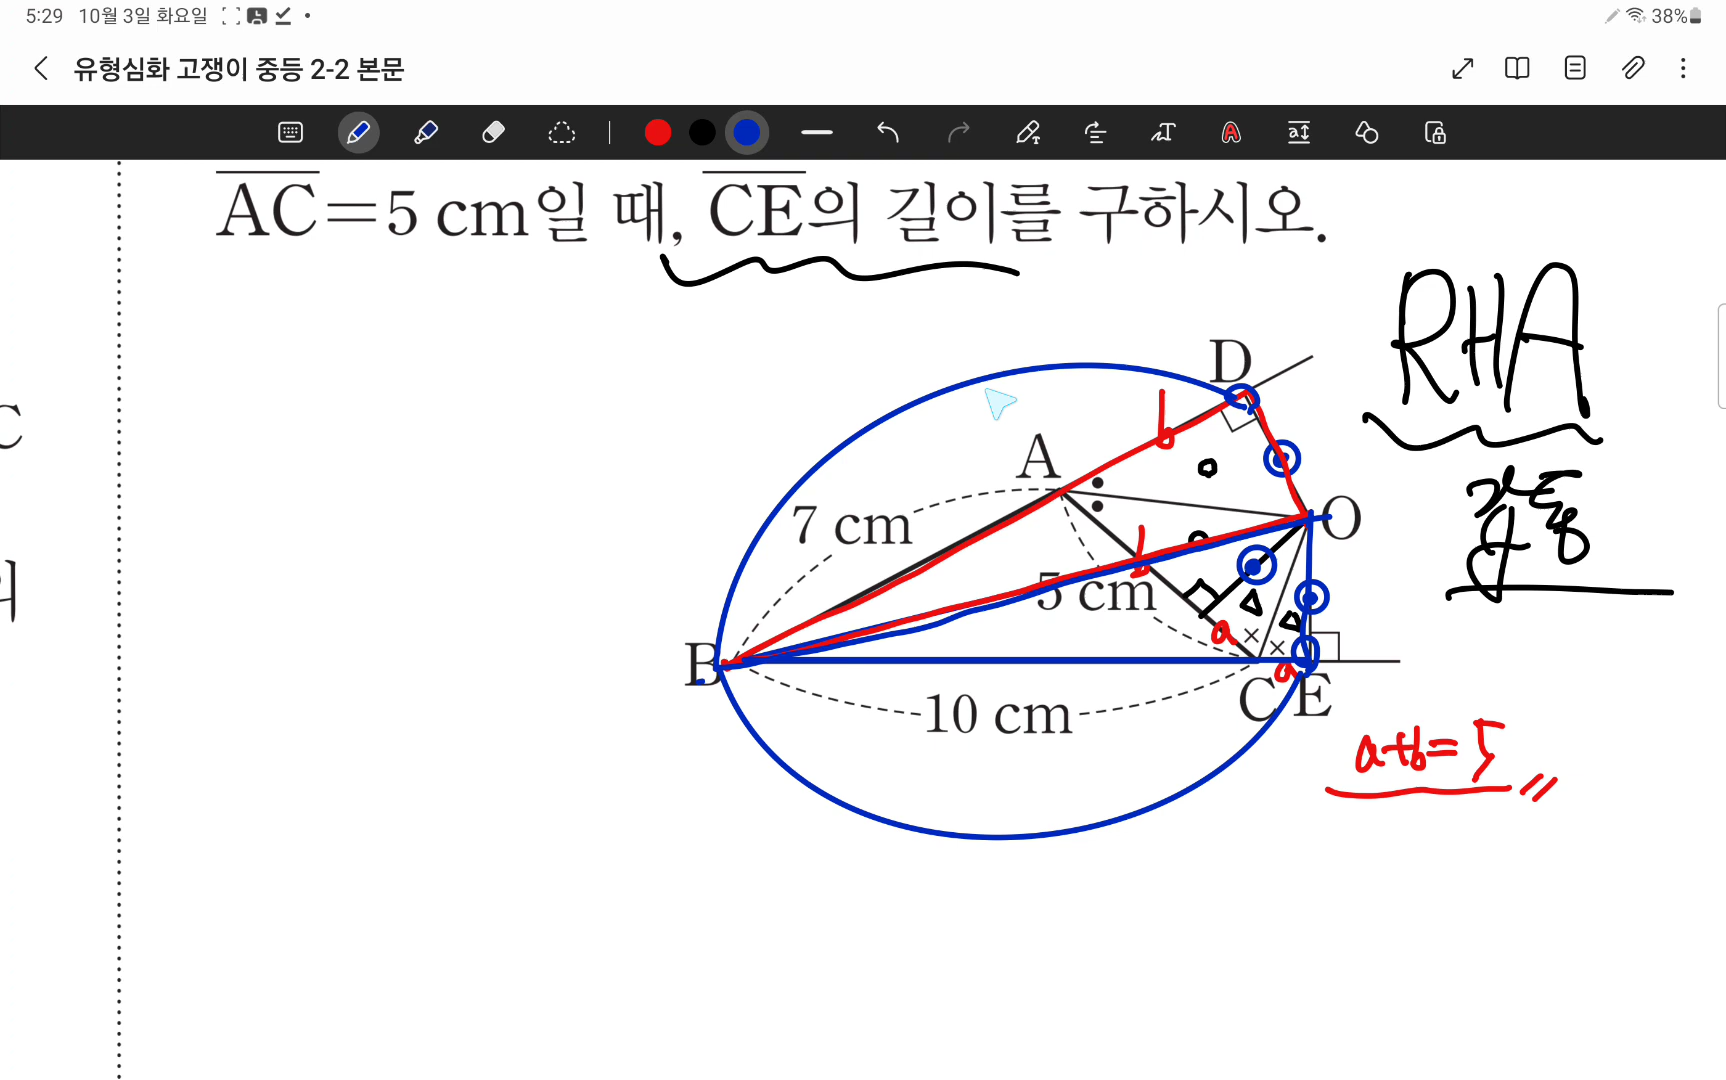 5:29 10월 3일 화요일 38%
유형심화 고쟁이 중등 2-2 본문
AC=5 cm일 때, CE의 길이를 구하시오.
RHA
D
b
A
O
7 cm
b
5 cm
a
B
C E
a
10 cm
a+b=5